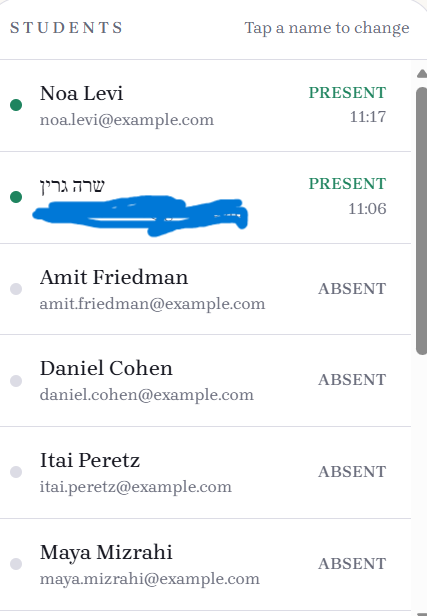 STUDENTS Tap a name to change
Noa Levi PRESENT
noa.levi@example.com 11:17
שרה גרין PRESENT
11:06
Amit Friedman
amit.friedman@example.com ABSENT
Daniel Cohen
daniel.cohen@example.com ABSENT
Itai Peretz
itai.peretz@example.com ABSENT
Maya Mizrahi
maya.mizrahi@example.com ABSENT